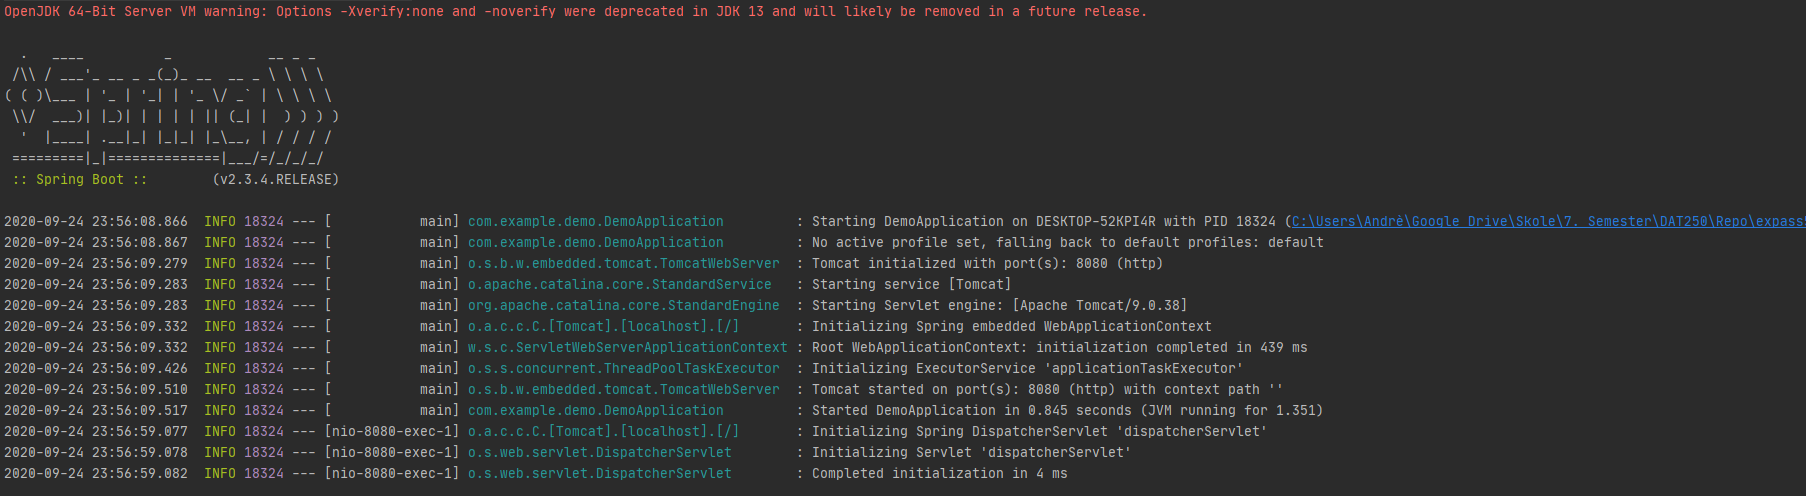 OpenJDK 64-Bit Server VM warning: Options -Xverify:none and -noverify were deprecated in JDK 13 and will likely be removed in a future release.
  .   ____          _            __ _ _
 /\\ / ___'_ __ _ _(_)_ __  __ _ \ \ \ \
( ( )\___ | '_ | '_| | '_ \/ _` | \ \ \ \
 \\/  ___)| |_)| | | | | || (_| |  ) ) ) )
  '  |____| .__|_| |_|_| |_\__, | / / / /
 =========|_|==============|___/=/_/_/_/
 :: Spring Boot ::        (v2.3.4.RELEASE)
2020-09-24 23:56:08.866  INFO 18324 --- [           main] com.example.demo.DemoApplication         : Starting DemoApplication on DESKTOP-52KPI4R with PID 18324 (C:\Users\Andrè\Google Drive\Skole\7. Semester\DAT250\Repo\expass5
2020-09-24 23:56:08.867  INFO 18324 --- [           main] com.example.demo.DemoApplication         : No active profile set, falling back to default profiles: default
2020-09-24 23:56:09.279  INFO 18324 --- [           main] o.s.b.w.embedded.tomcat.TomcatWebServer  : Tomcat initialized with port(s): 8080 (http)
2020-09-24 23:56:09.283  INFO 18324 --- [           main] o.apache.catalina.core.StandardService   : Starting service [Tomcat]
2020-09-24 23:56:09.283  INFO 18324 --- [           main] org.apache.catalina.core.StandardEngine  : Starting Servlet engine: [Apache Tomcat/9.0.38]
2020-09-24 23:56:09.332  INFO 18324 --- [           main] o.a.c.c.C.[Tomcat].[localhost].[/]       : Initializing Spring embedded WebApplicationContext
2020-09-24 23:56:09.332  INFO 18324 --- [           main] w.s.c.ServletWebServerApplicationContext : Root WebApplicationContext: initialization completed in 439 ms
2020-09-24 23:56:09.426  INFO 18324 --- [           main] o.s.s.concurrent.ThreadPoolTaskExecutor  : Initializing ExecutorService 'applicationTaskExecutor'
2020-09-24 23:56:09.510  INFO 18324 --- [           main] o.s.b.w.embedded.tomcat.TomcatWebServer  : Tomcat started on port(s): 8080 (http) with context path ''
2020-09-24 23:56:09.517  INFO 18324 --- [           main] com.example.demo.DemoApplication         : Started DemoApplication in 0.845 seconds (JVM running for 1.351)
2020-09-24 23:56:59.077  INFO 18324 --- [nio-8080-exec-1] o.a.c.c.C.[Tomcat].[localhost].[/]       : Initializing Spring DispatcherServlet 'dispatcherServlet'
2020-09-24 23:56:59.078  INFO 18324 --- [nio-8080-exec-1] o.s.web.servlet.DispatcherServlet        : Initializing Servlet 'dispatcherServlet'
2020-09-24 23:56:59.082  INFO 18324 --- [nio-8080-exec-1] o.s.web.servlet.DispatcherServlet        : Completed initialization in 4 ms